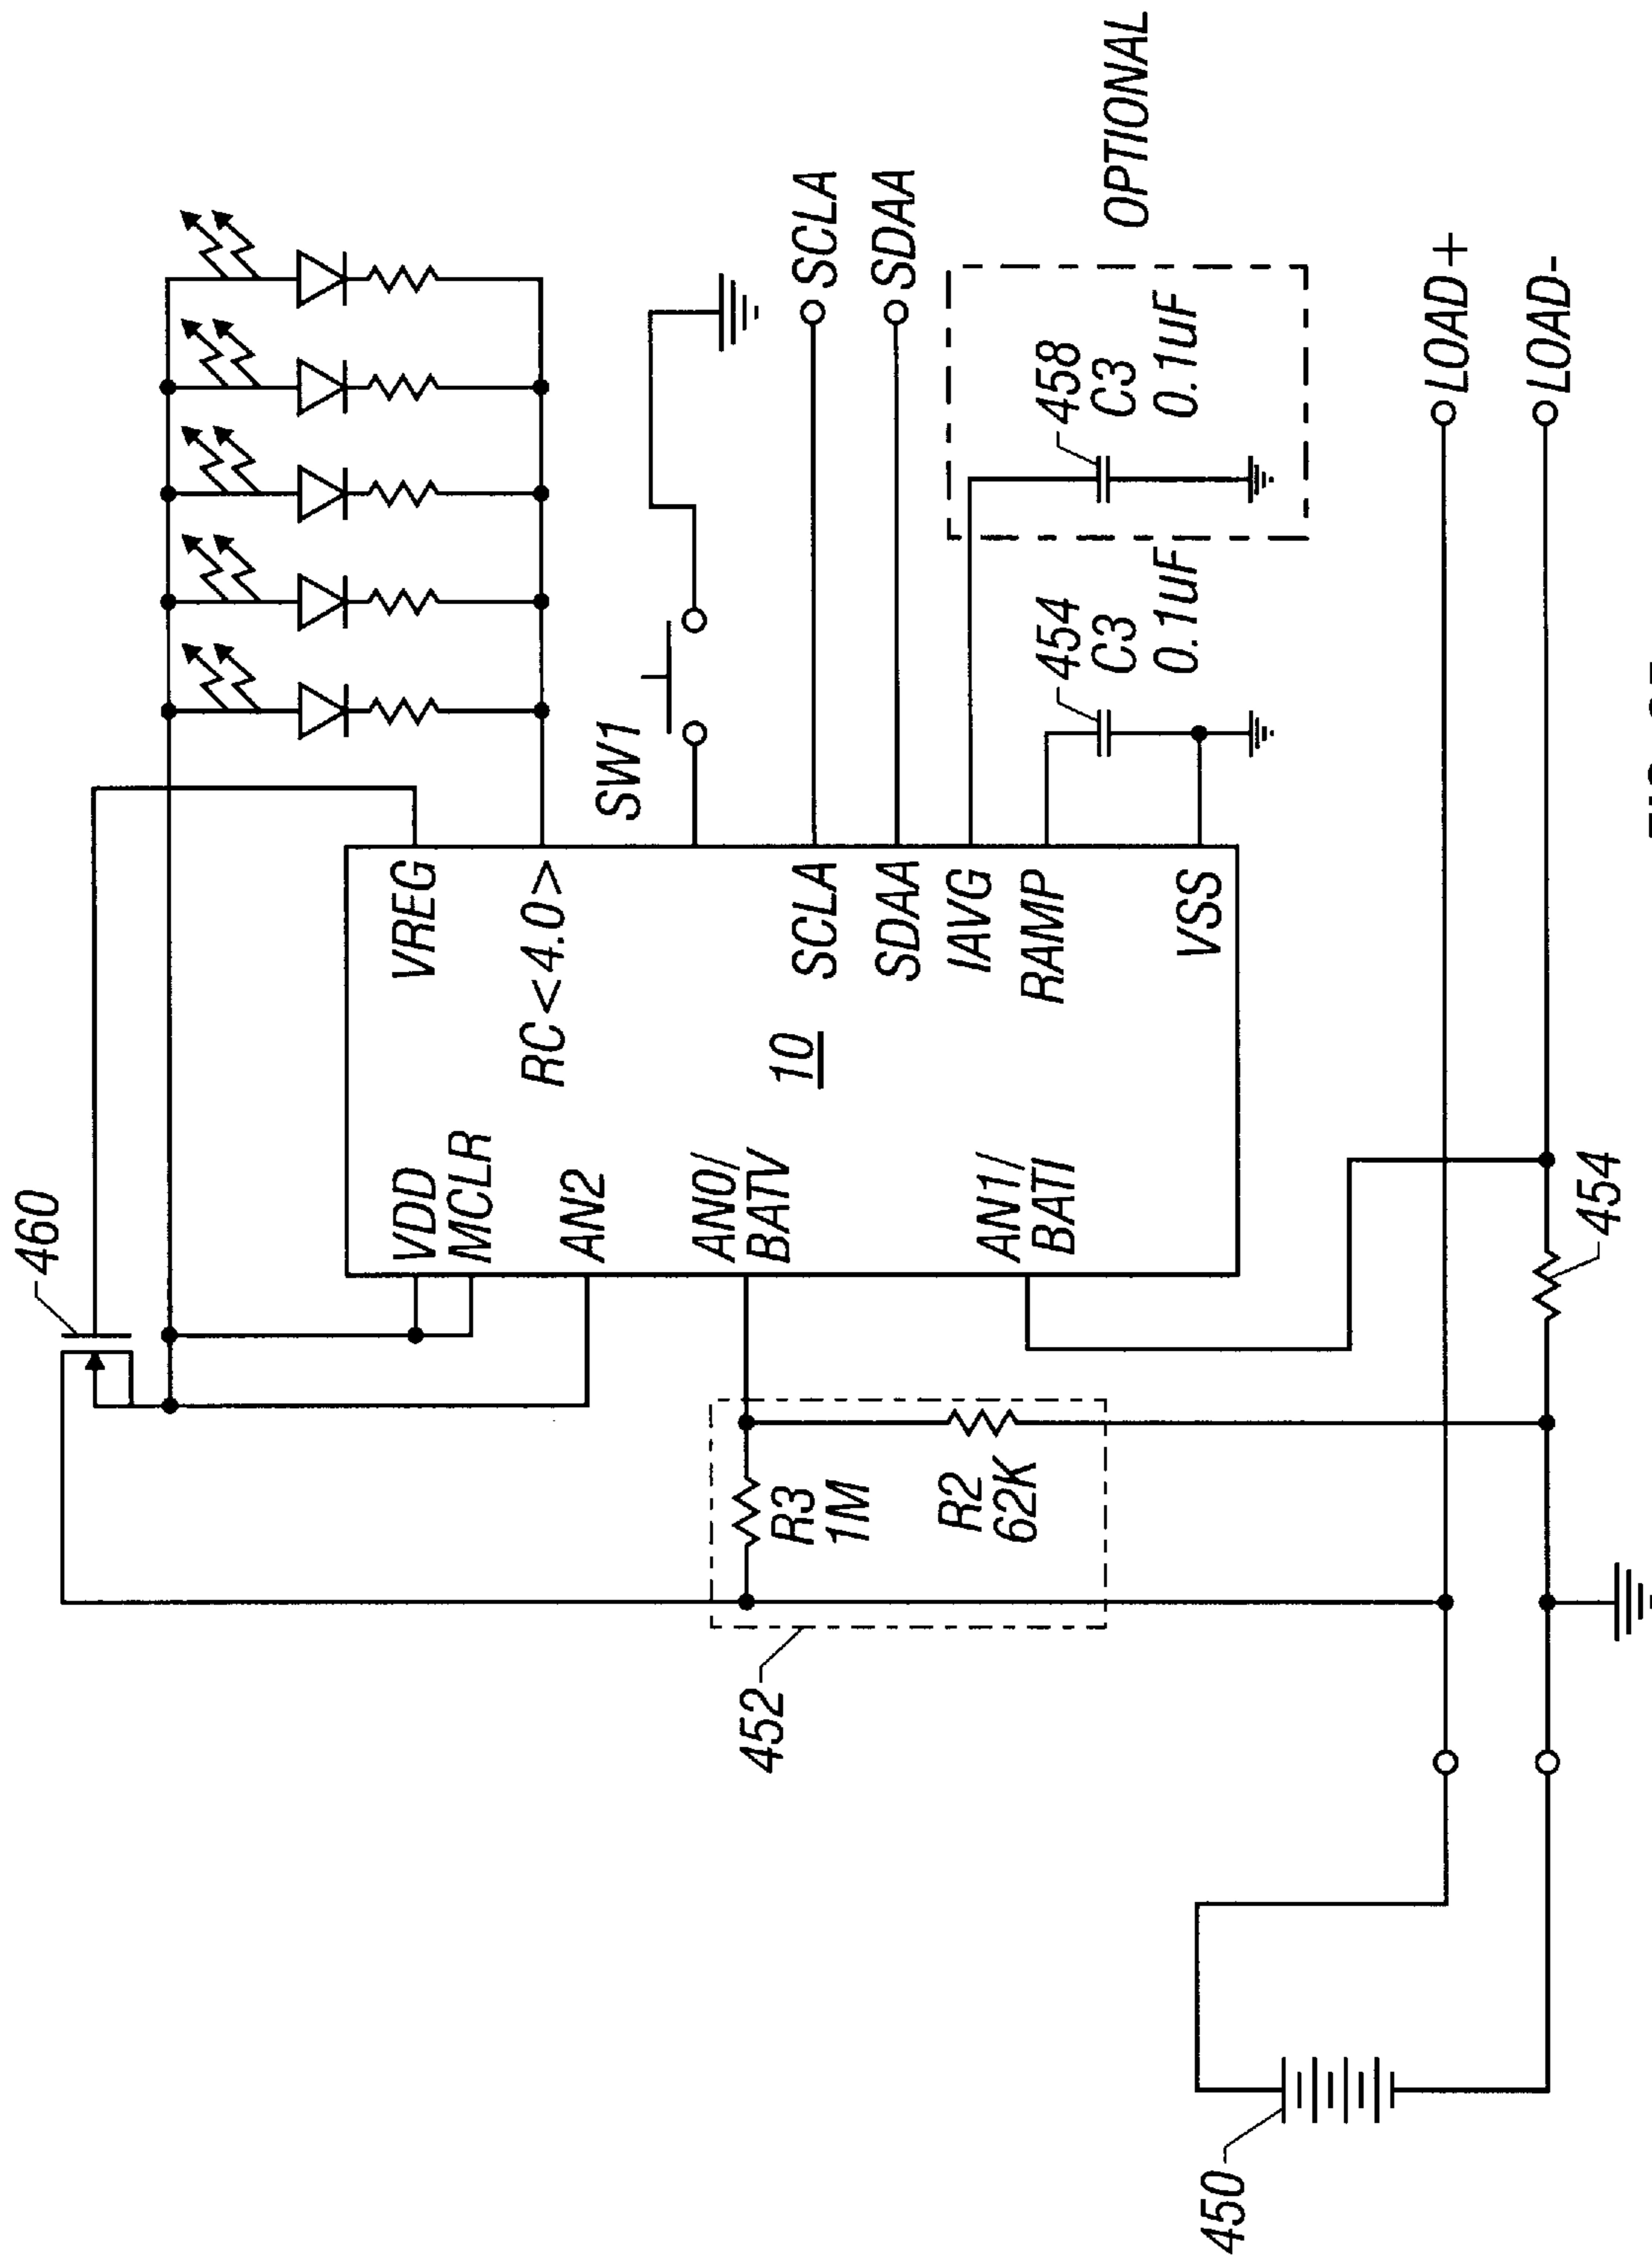 460
VDD
MCLR
AN2
AN0/
BATV
AN1/
BATI
VREG
RC<4.0>
10
SCLA
SDAA
IAVG
RAMP
VSS
SW1
SCLA
SDAA
OPTIONAL
458
C3
0.1uF
454
C3
0.1uF
452
R3
1M
R2
62K
450
454
LOAD+
LOAD-